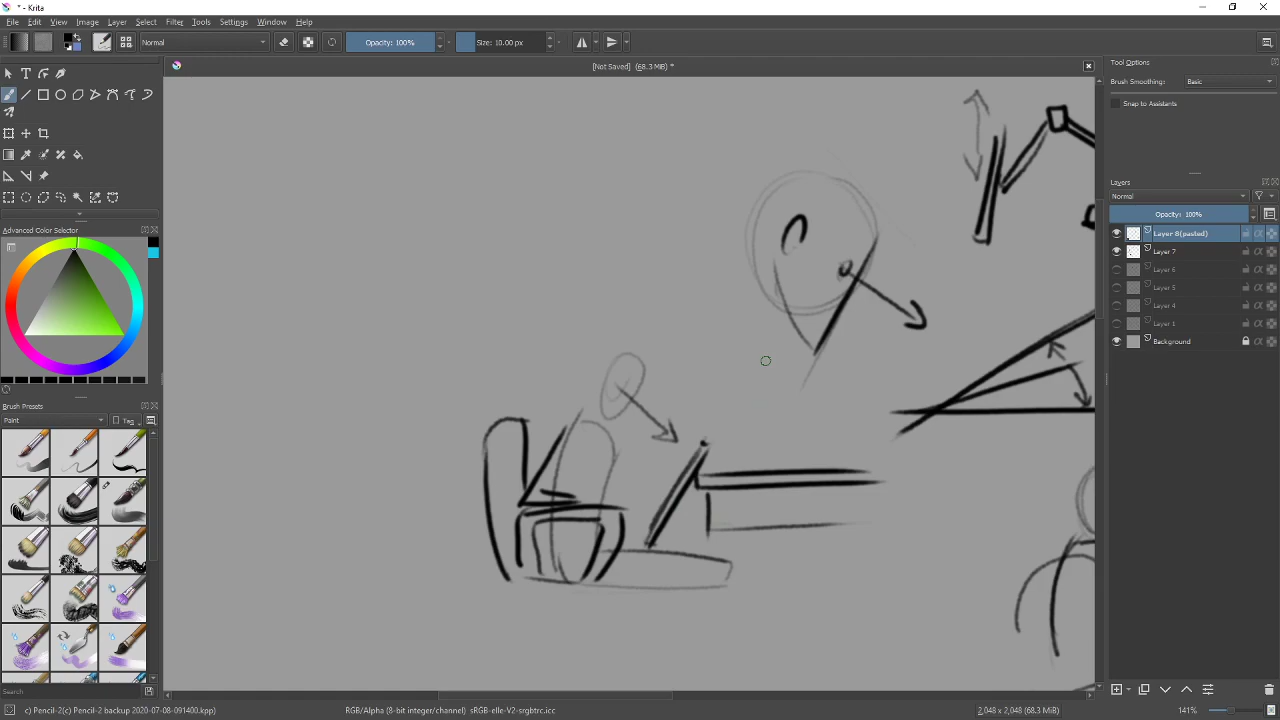 [Not Saved] - Krita
File Edit View Image Layer Select Filter Tools Settings Window Help
Normal
Opacity: 100%
Size: 10.00 px
[Not Saved] (68.3 MiB) *
Tool Options
Brush Smoothing: Basic
Snap to Assistants
Advanced Color Selector
Layers
Normal
Opacity: 100%
Layer 8(pasted)
Layer 7
Layer 6
Layer 5
Layer 4
Layer 1
Background
Brush Presets
Paint
Tag
Search
c) Pencil-2(c) Pencil-2 backup 2020-07-08-091400.kpp)
RGB/Alpha (8-bit integer/channel) sRGB-elle-V2-srgbtrc.icc
2,048 x 2,048 (68.3 MiB)
141%